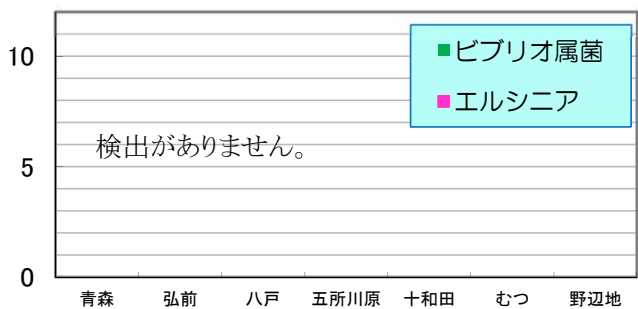 10
■ビブリオ属菌
■エルシニア
検出がありません。
5
0
青森 弘前 八戸 五所川原 十和田 むつ 野辺地